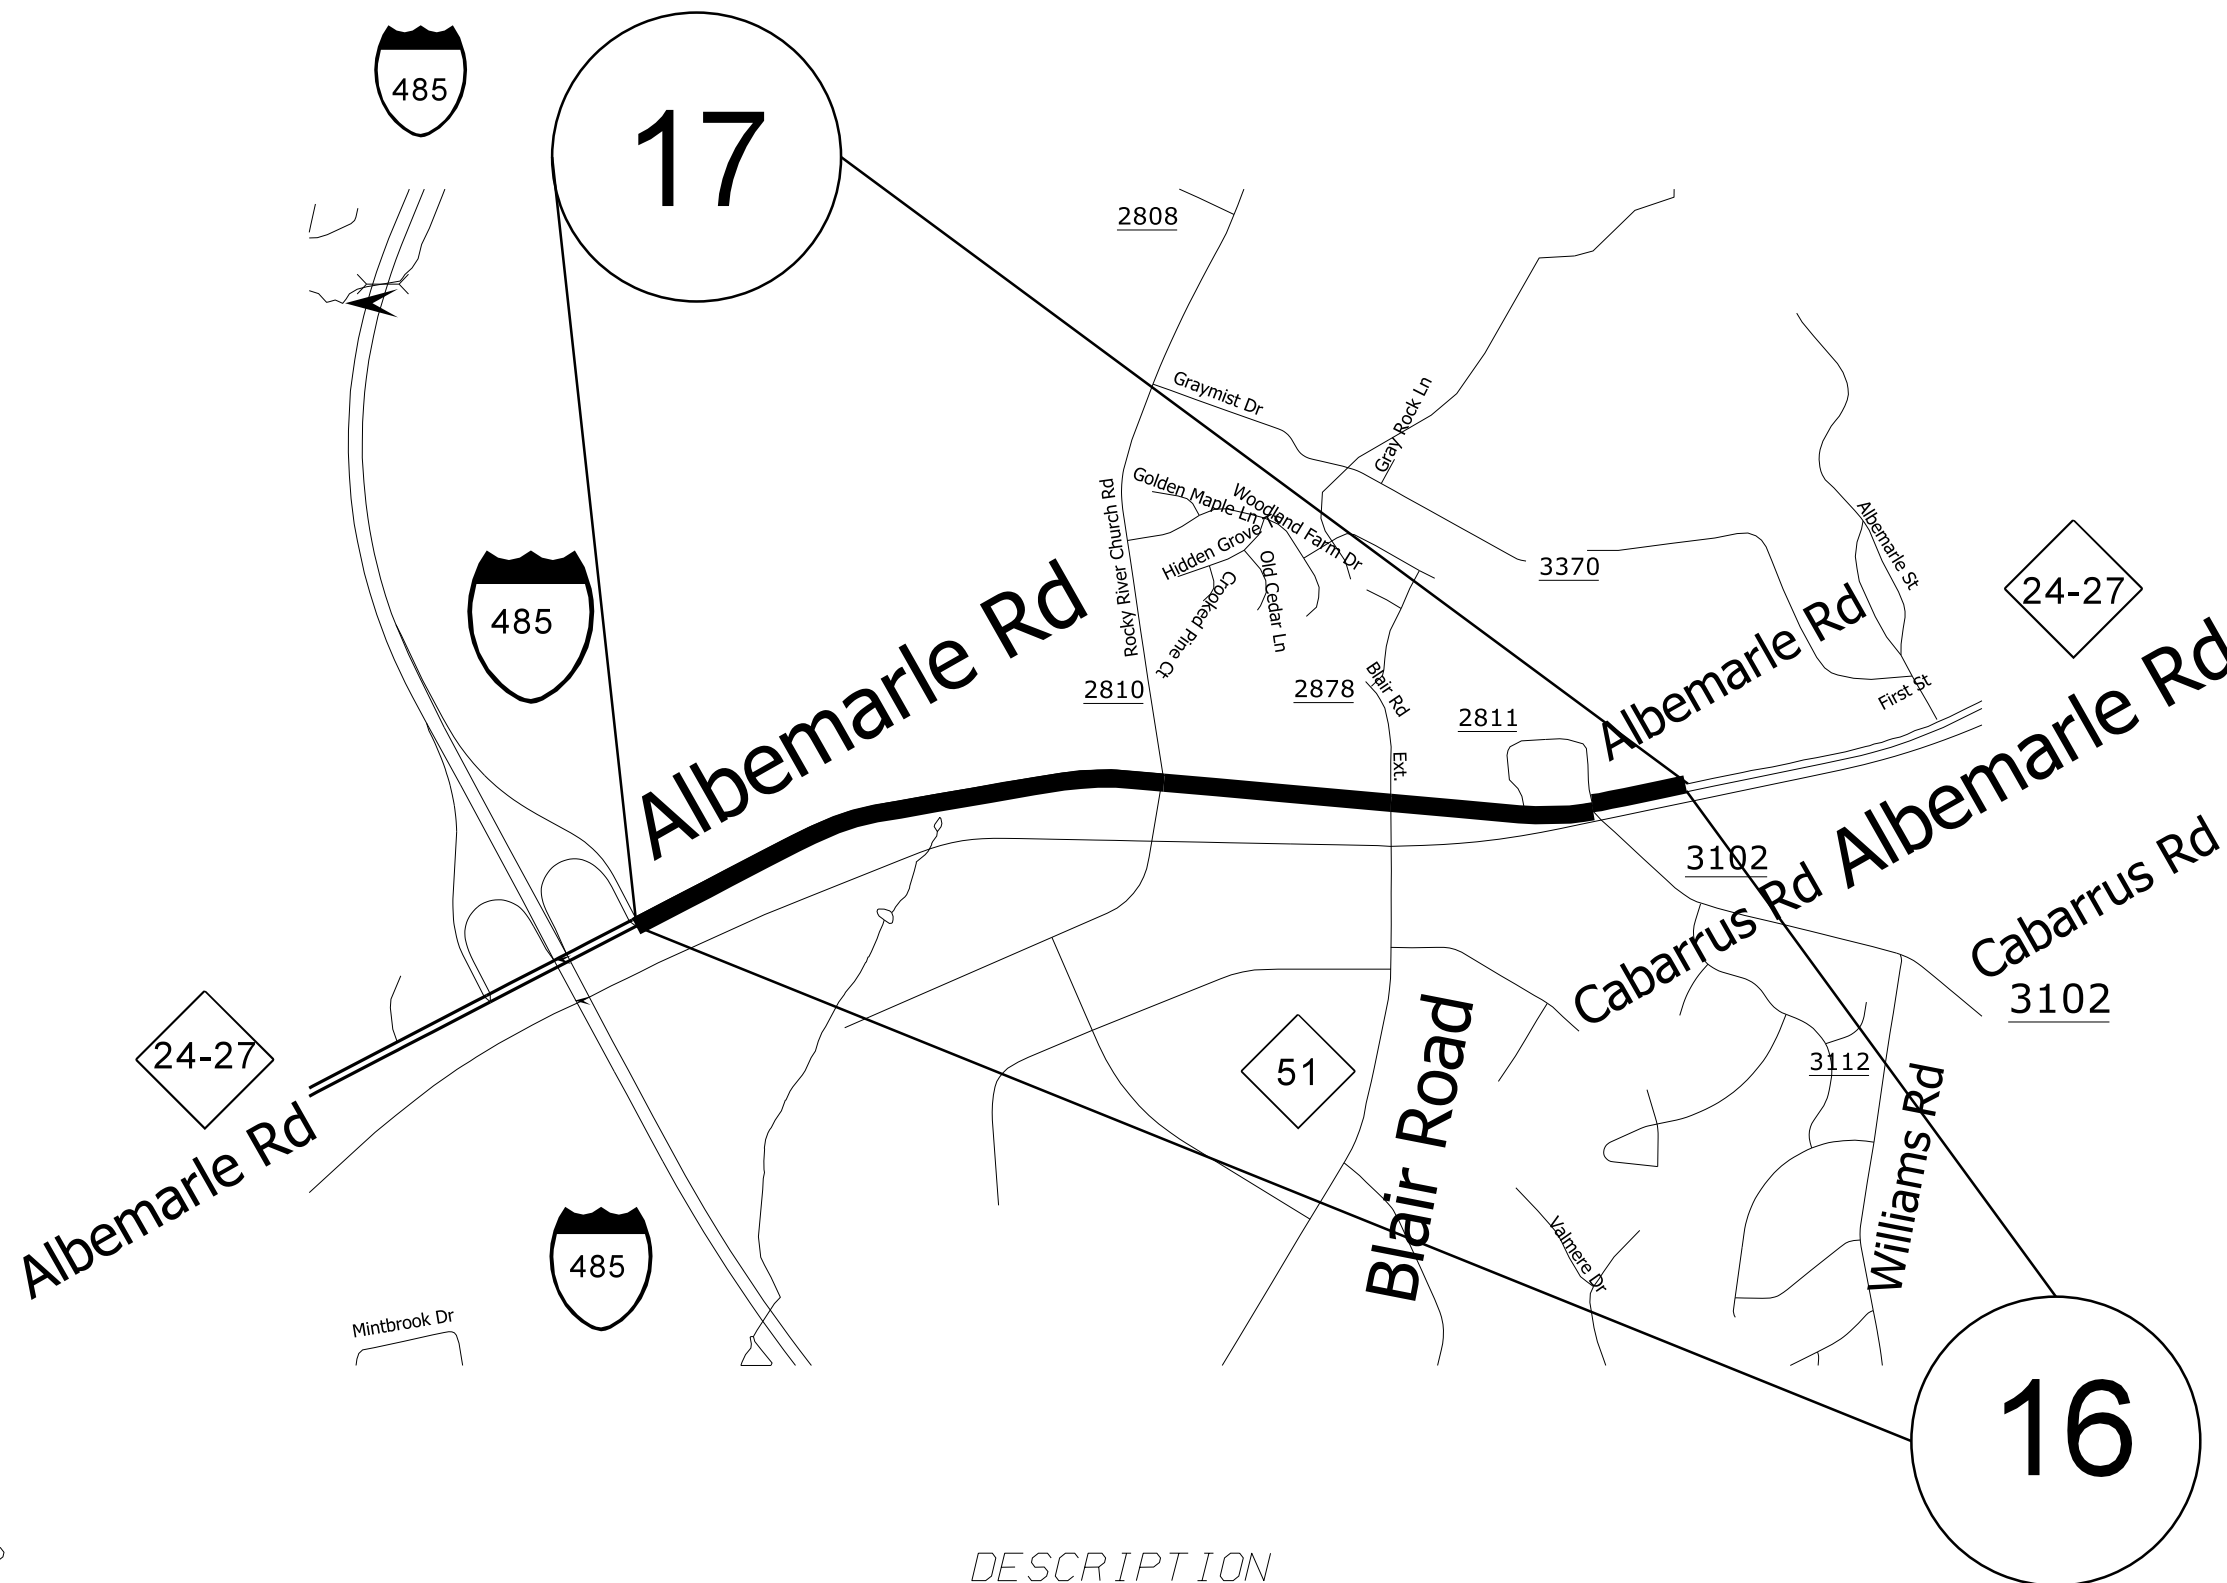 485
17
2808
Graymist Dr
Gray Rock Ln
Golden Maple Ln
Woodland Farm Dr
Rocky River Church Rd
Hidden Grove
Old Cedar Ln
Crooked Pine Ct
3370
Albemarle St
24-27
485
Albemarle Rd
2810
2878
Blair Rd
Ext.
2811
Albemarle Rd
First St
Albemarle Rd
3102
Cabarrus Rd
Cabarrus Rd
3102
24-27
51
Blair Road
3112
Williams Rd
Albemarle Rd
485
Valmere Dr
Mintbrook Dr
16
DESCRIPTION